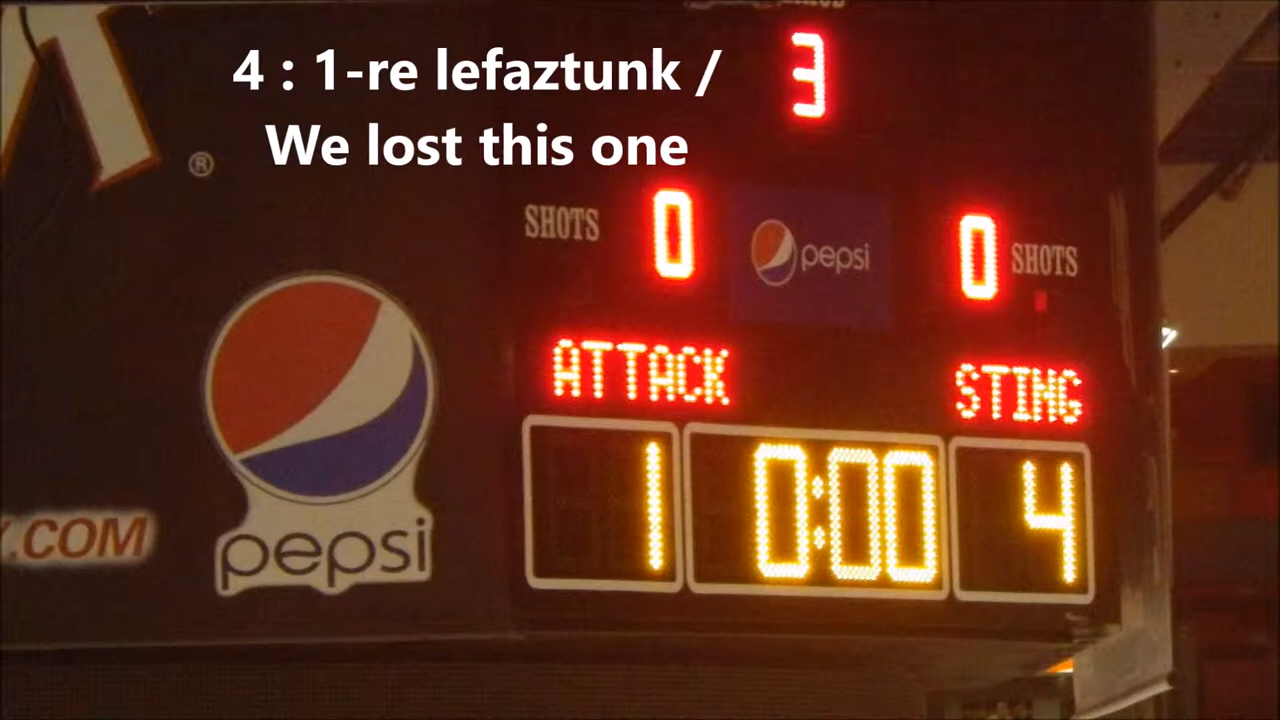 4 : 1-re lefaztunk /
We lost this one
3
®
SHOTS 0 pepsi 0 SHOTS
ATTACK STING
1 0:00 4
.COM
pepsi